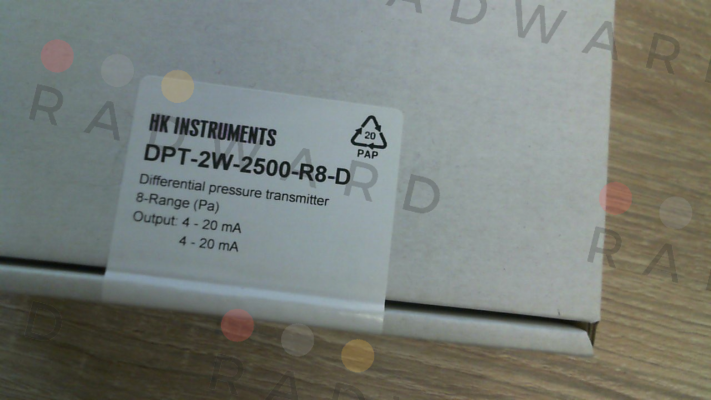 HK INSTRUMENTS
DPT-2W-2500-R8-D
Differential pressure transmitter
8-Range (Pa)
Output: 4 - 20 mA
4 - 20 mA
20
PAP
RADWARD